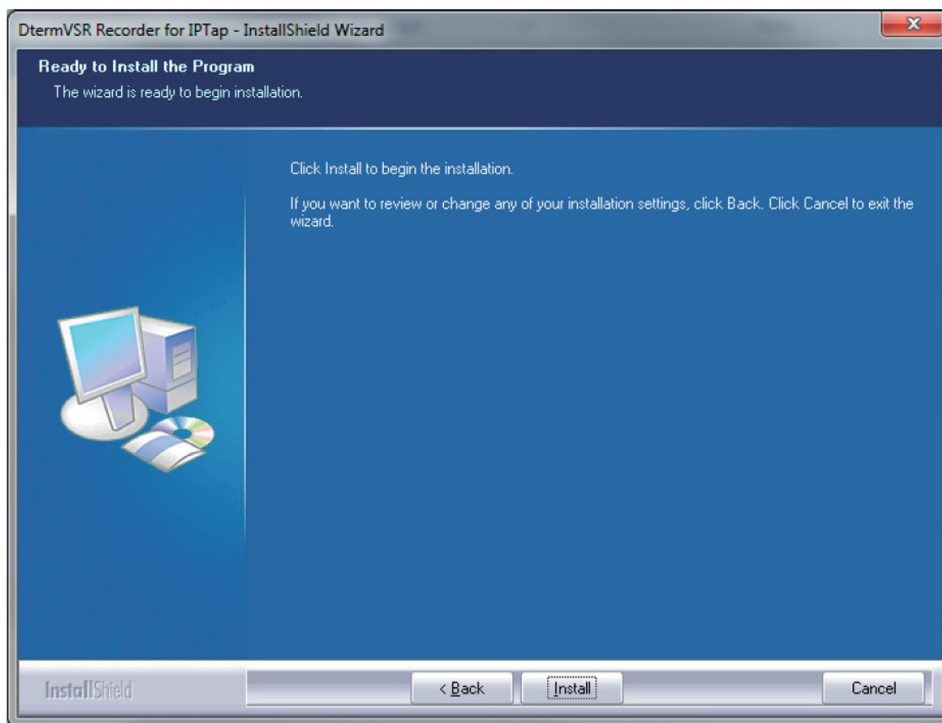 DtermVSR Recorder for IPTap - InstallShield Wizard
Ready to Install the Program
The wizard is ready to begin installation.
Click Install to begin the installation.
If you want to review or change any of your installation settings, click Back. Click Cancel to exit the
wizard.
InstallShield
< Back
Install
Cancel